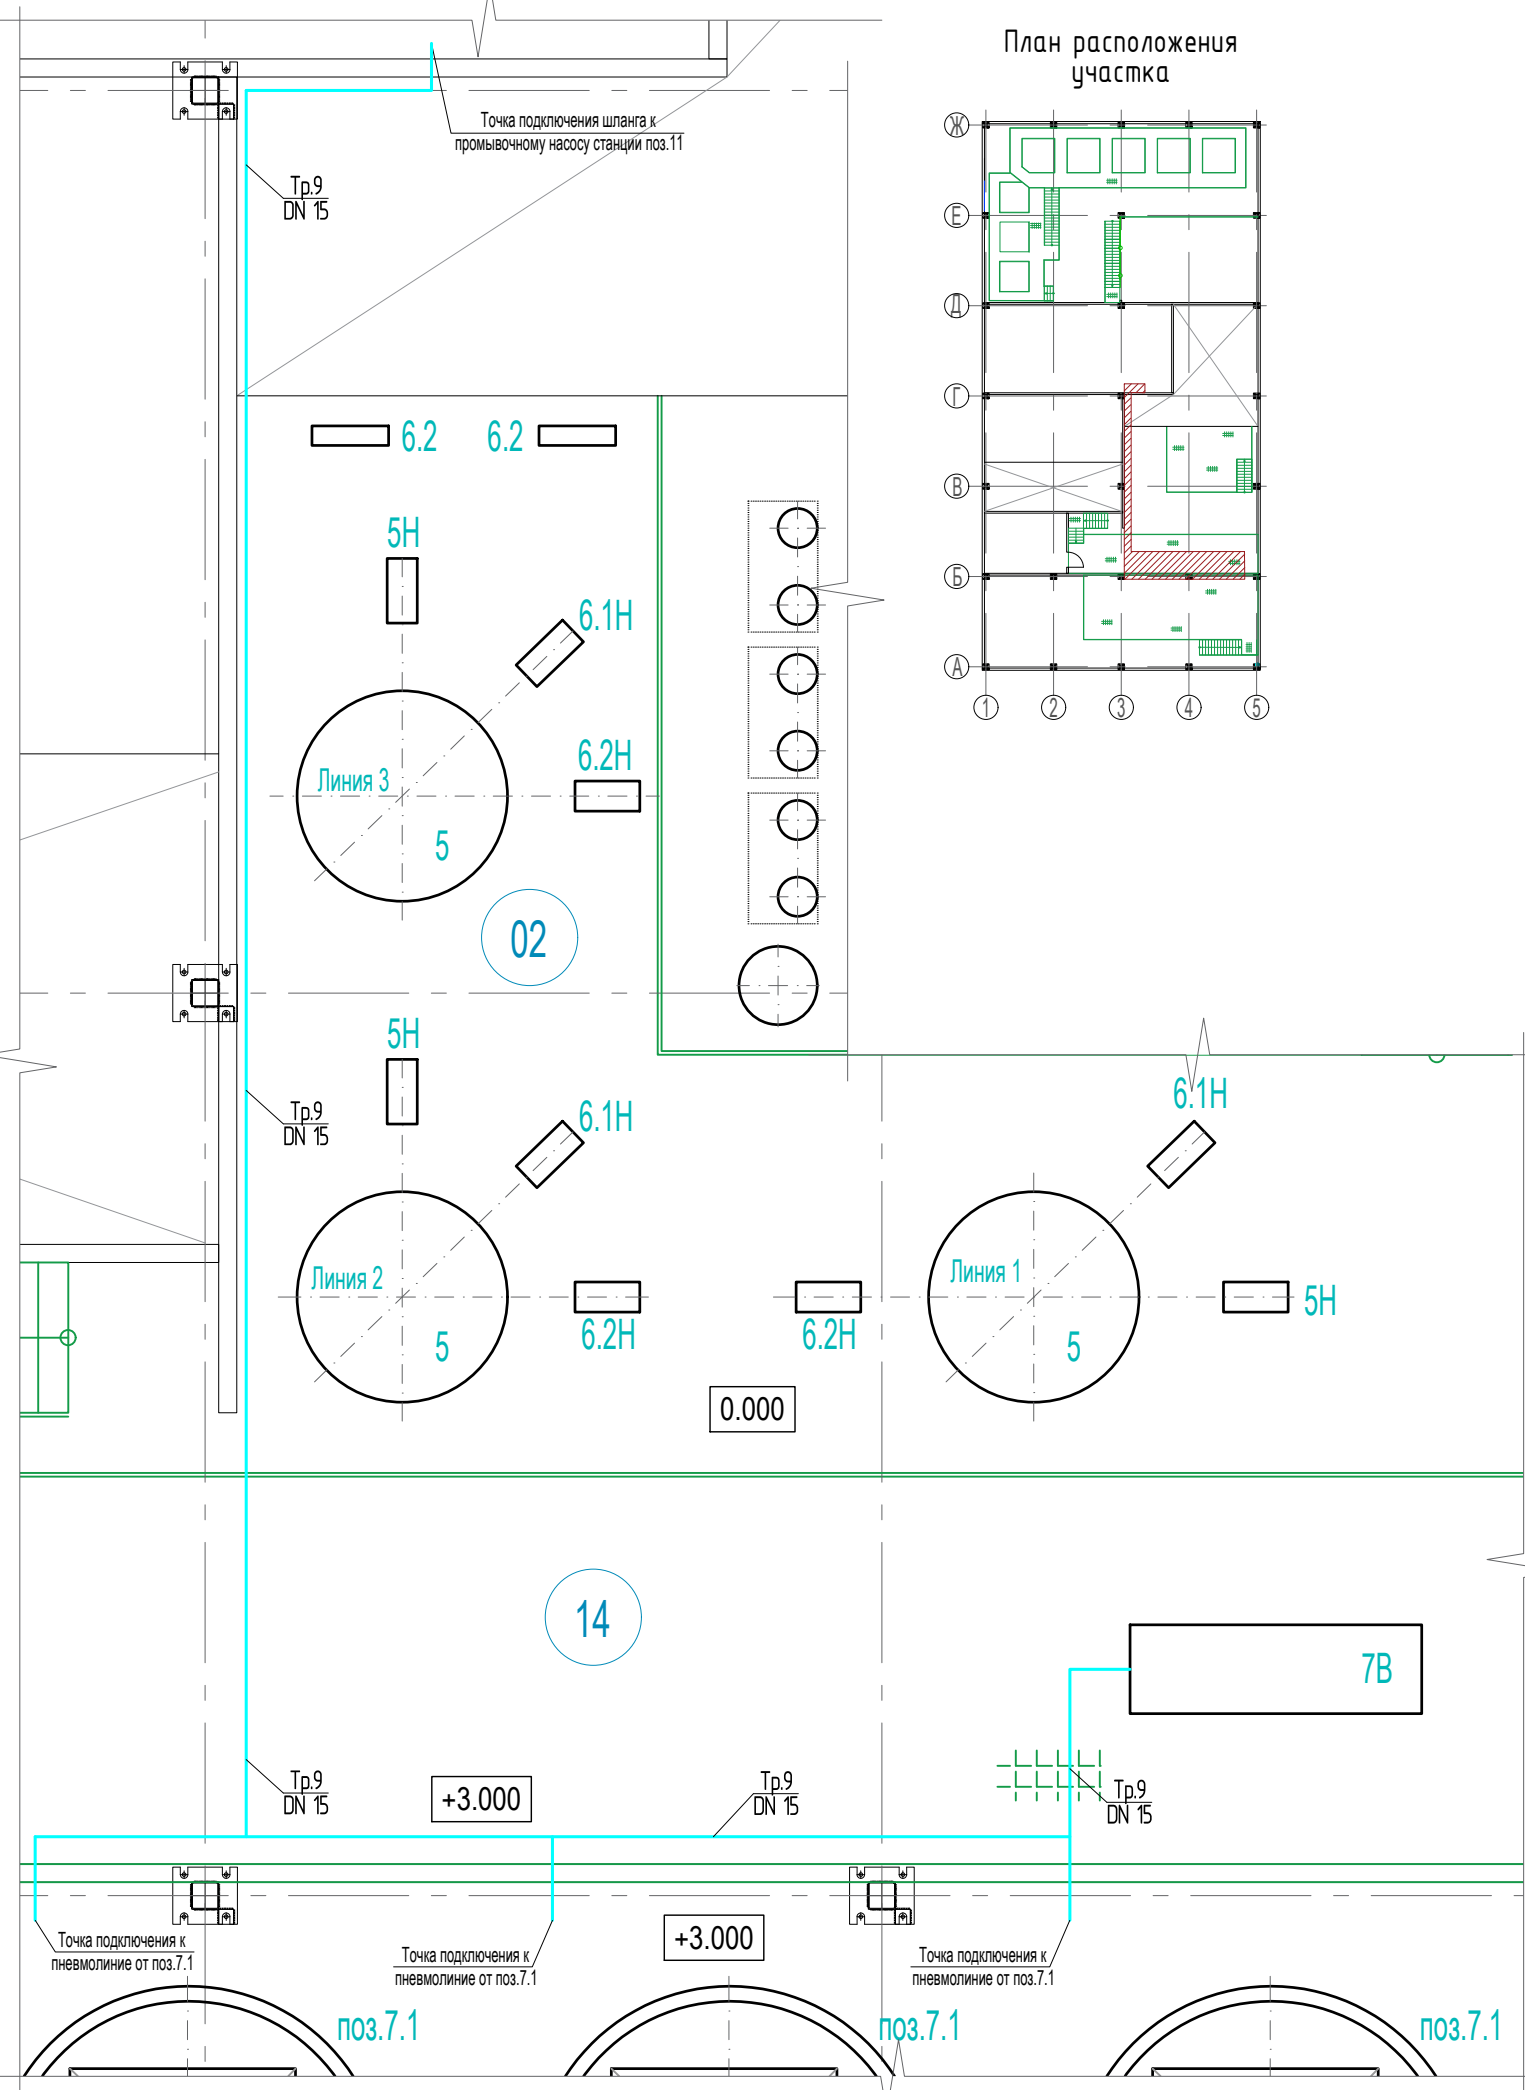 План расположения
участка
Точка подключения шланга к
промывочному насосу станции поз.11
Тр.9
DN 15
Ж
Е
Д
Г
В
Б
А
1
2
3
4
5
6.2
6.2
5Н
6.1Н
6.2Н
Линия 3
5
02
5Н
Тр.9
DN 15
6.1Н
6.1Н
Линия 2
5
6.2Н
6.2Н
Линия 1
5
5Н
0.000
14
7В
Тр.9
DN 15
+3.000
Тр.9
DN 15
Тр.9
DN 15
Точка подключения к
пневмолиние от поз.7.1
Точка подключения к
пневмолиние от поз.7.1
+3.000
Точка подключения к
пневмолиние от поз.7.1
поз.7.1
поз.7.1
поз.7.1